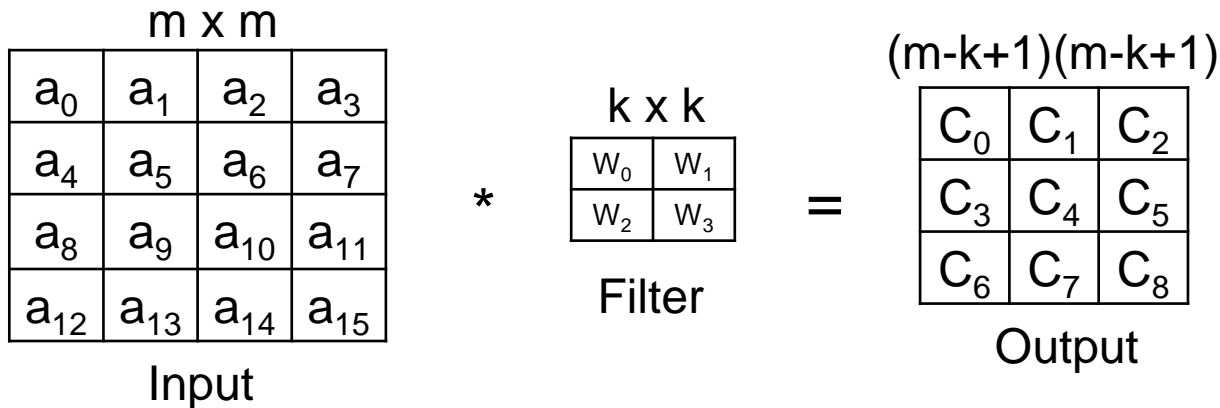 m x m
a₀ a₁ a₂ a₃
a₄ a₅ a₆ a₇
a₈ a₉ a₁₀ a₁₁
a₁₂ a₁₃ a₁₄ a₁₅
Input
*
k x k
W₀ W₁
W₂ W₃
Filter
=
(m-k+1)(m-k+1)
C₀ C₁ C₂
C₃ C₄ C₅
C₆ C₇ C₈
Output